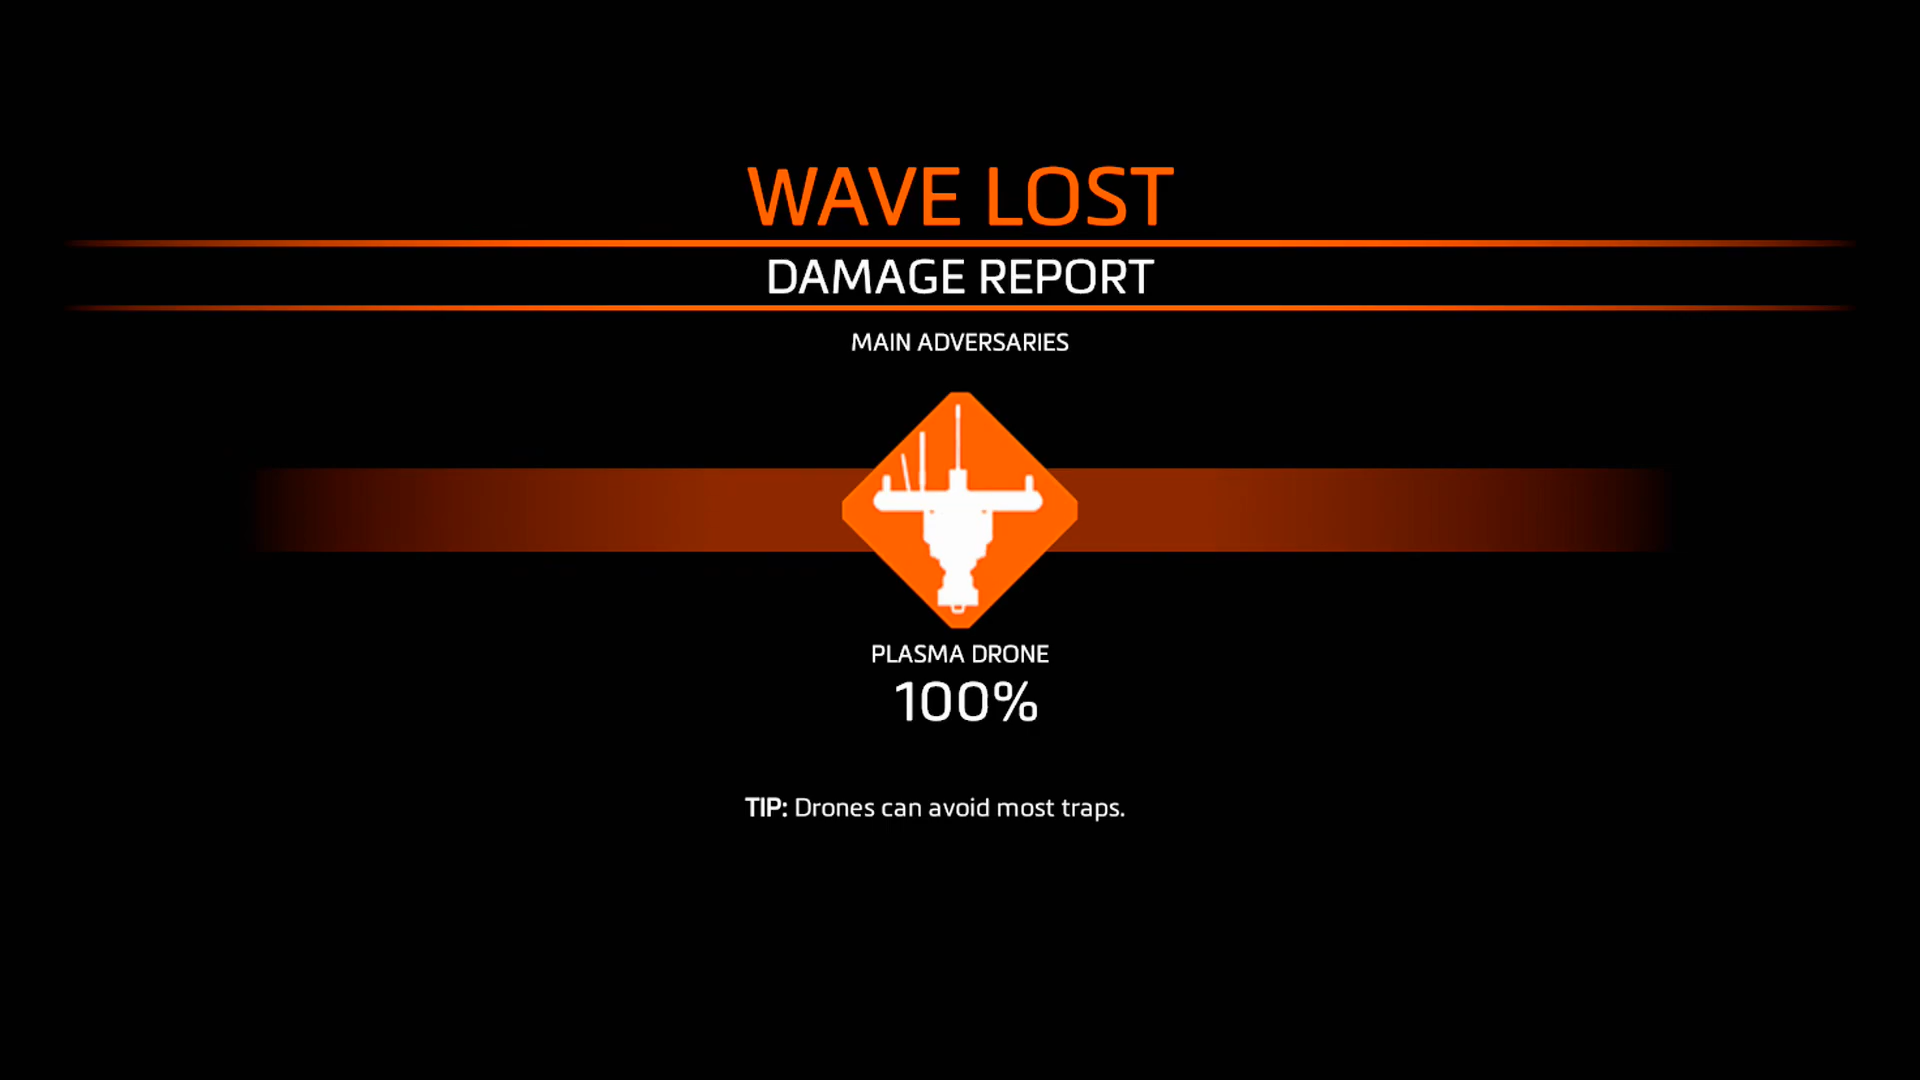 WAVE LOST
DAMAGE REPORT
MAIN ADVERSARIES
PLASMA DRONE
100%
TIP: Drones can avoid most traps.